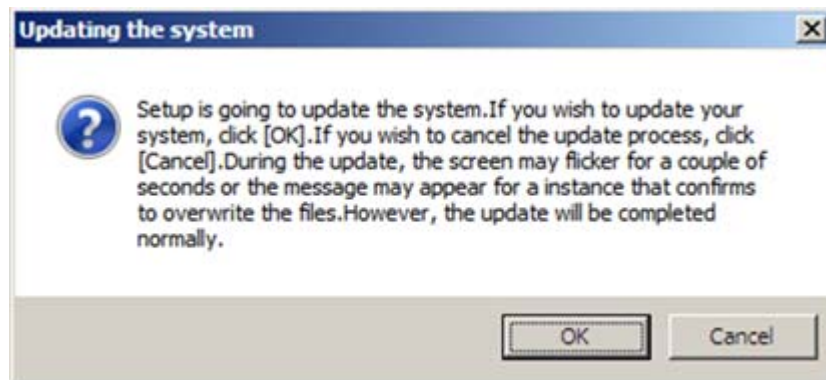 Updating the system
Setup is going to update the system.If you wish to update your
system, click [OK].If you wish to cancel the update process, click
[Cancel].During the update, the screen may flicker for a couple of
seconds or the message may appear for a instance that confirms
to overwrite the files.However, the update will be completed
normally.
OK
Cancel